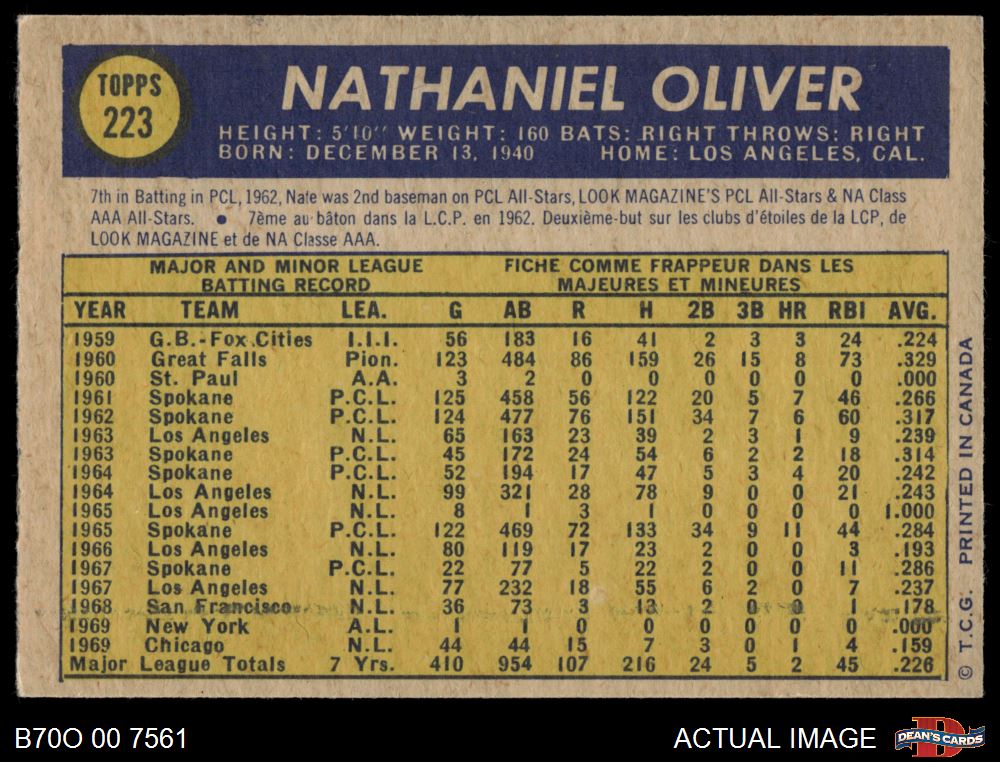 TOPPS
223
NATHANIEL OLIVER
HEIGHT: 5'10" WEIGHT: 160 BATS: RIGHT THROWS: RIGHT
BORN: DECEMBER 13, 1940 HOME: LOS ANGELES, CAL.
7th in Batting in PCL, 1962, Nate was 2nd baseman on PCL All-Stars, LOOK MAGAZINE'S PCL All-Stars & NA Class
AAA All-Stars. • 7ème au bâton dans la L.C.P. en 1962. Deuxième-but sur les clubs d'étoiles de la LCP, de
LOOK MAGAZINE et de NA Classe AAA.
MAJOR AND MINOR LEAGUE FICHE COMME FRAPPEUR DANS LES
BATTING RECORD MAJEURES ET MINEURES
YEAR TEAM LEA. G AB R H 2B 3B HR RBI AVG.
1959 G.B.-Fox Cities I.I.I. 56 183 16 41 2 3 3 24 .224
1960 Great Falls Pion. 123 484 86 159 26 15 8 73 .329
1960 St. Paul A.A. 3 2 0 0 0 0 0 0 .000
1961 Spokane P.C.L. 125 458 56 122 20 5 7 46 .266
1962 Spokane P.C.L. 124 477 76 151 34 7 6 60 .317
1963 Los Angeles N.L. 65 163 23 39 2 3 1 9 .239
1963 Spokane P.C.L. 45 172 24 54 6 2 2 18 .314
1964 Spokane P.C.L. 52 194 17 47 5 3 4 20 .242
1964 Los Angeles N.L. 99 321 28 78 9 0 0 21 .243
1965 Los Angeles N.L. 8 1 3 1 0 0 0 0 1.000
1965 Spokane P.C.L. 122 469 72 133 34 9 11 44 .284
1966 Los Angeles N.L. 80 119 17 23 2 0 0 3 .193
1967 Spokane P.C.L. 22 77 5 22 2 0 0 11 .286
1967 Los Angeles N.L. 77 232 18 55 6 2 0 7 .237
1968 San Francisco N.L. 36 73 3 13 2 0 0 1 .178
1969 New York A.L. 1 1 0 0 0 0 0 0 .000
1969 Chicago N.L. 44 44 15 7 3 0 1 4 .159
Major League Totals 7 Yrs. 410 954 107 216 24 5 2 45 .226
© T.C.G. PRINTED IN CANADA
B70O 00 7561 ACTUAL IMAGE DEAN'S CARDS